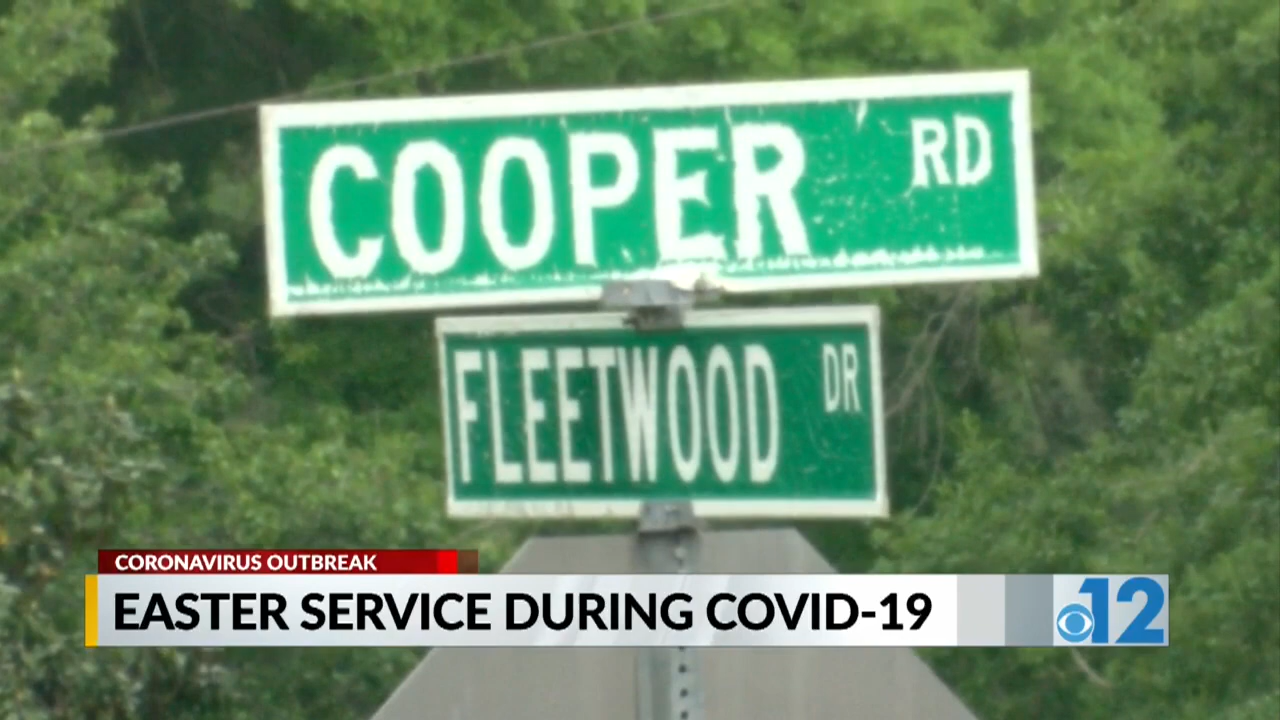 COOPER RD
FLEETWOOD DR
CORONAVIRUS OUTBREAK
EASTER SERVICE DURING COVID-19
12